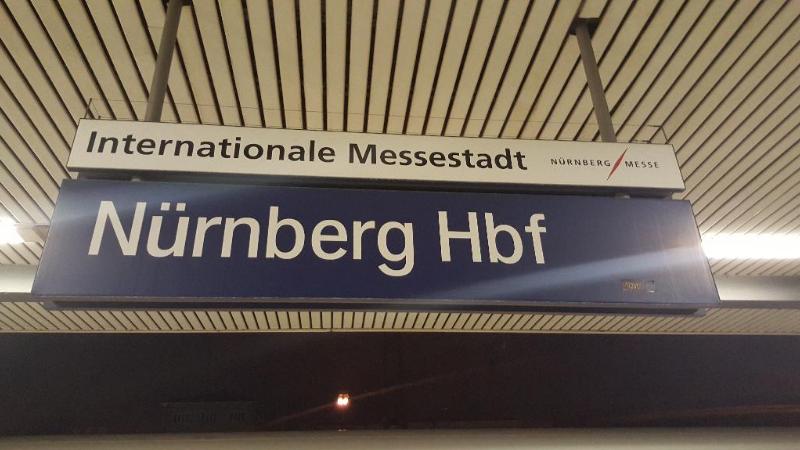 Internationale Messestadt NÜRNBERG MESSE
Nürnberg Hbf